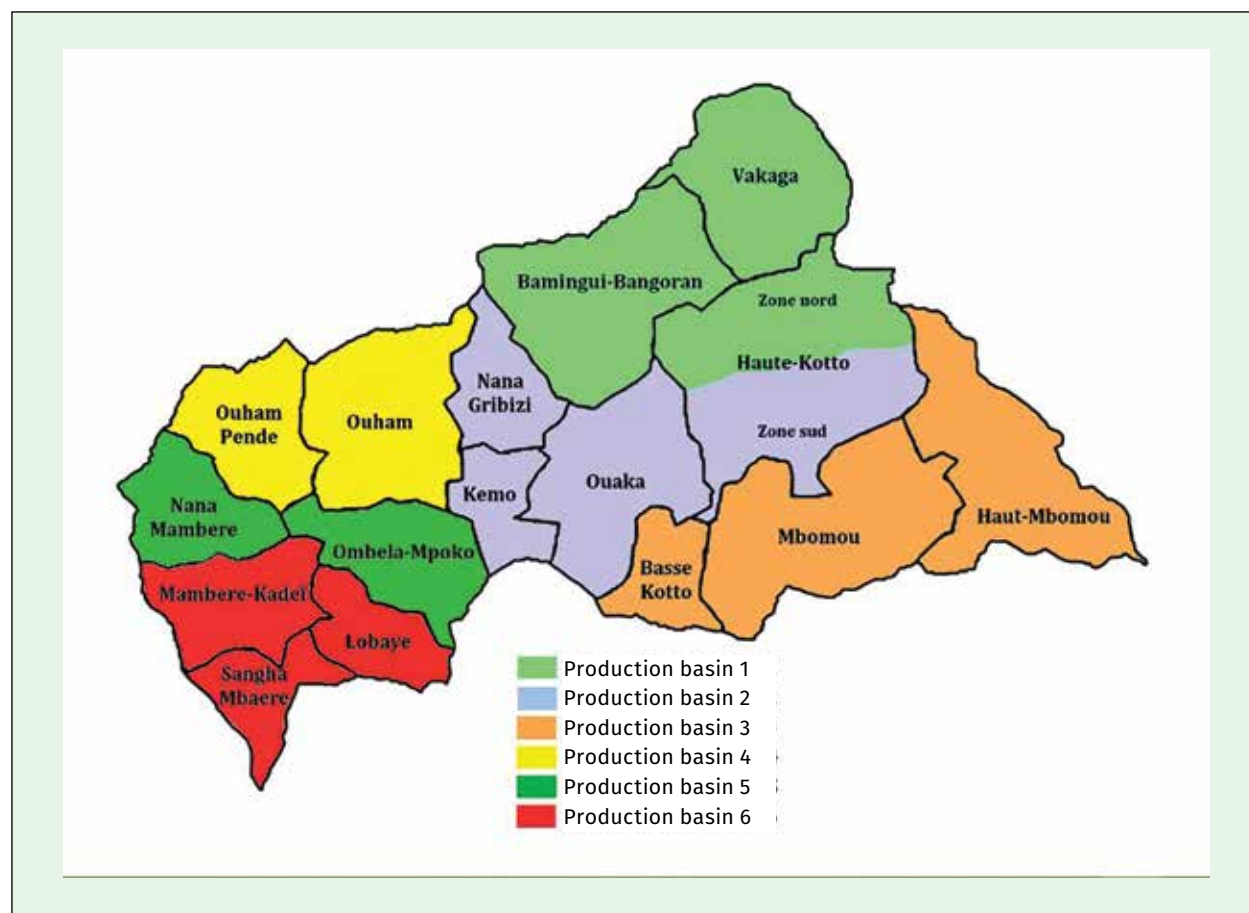 Vakaga
Bamingui-Bangoran
Zone nord
Haute-Kotto
Zone sud
Nana
Gribizi
Ouham
Pende
Ouham
Kemo
Ouaka
Nana
Mambere
Ombela-Mpoko
Basse
Kotto
Mbomou
Haut-Mbomou
Mambere-Kadeï
Lobaye
Sangha
Mbaere
Production basin 1
Production basin 2
Production basin 3
Production basin 4
Production basin 5
Production basin 6